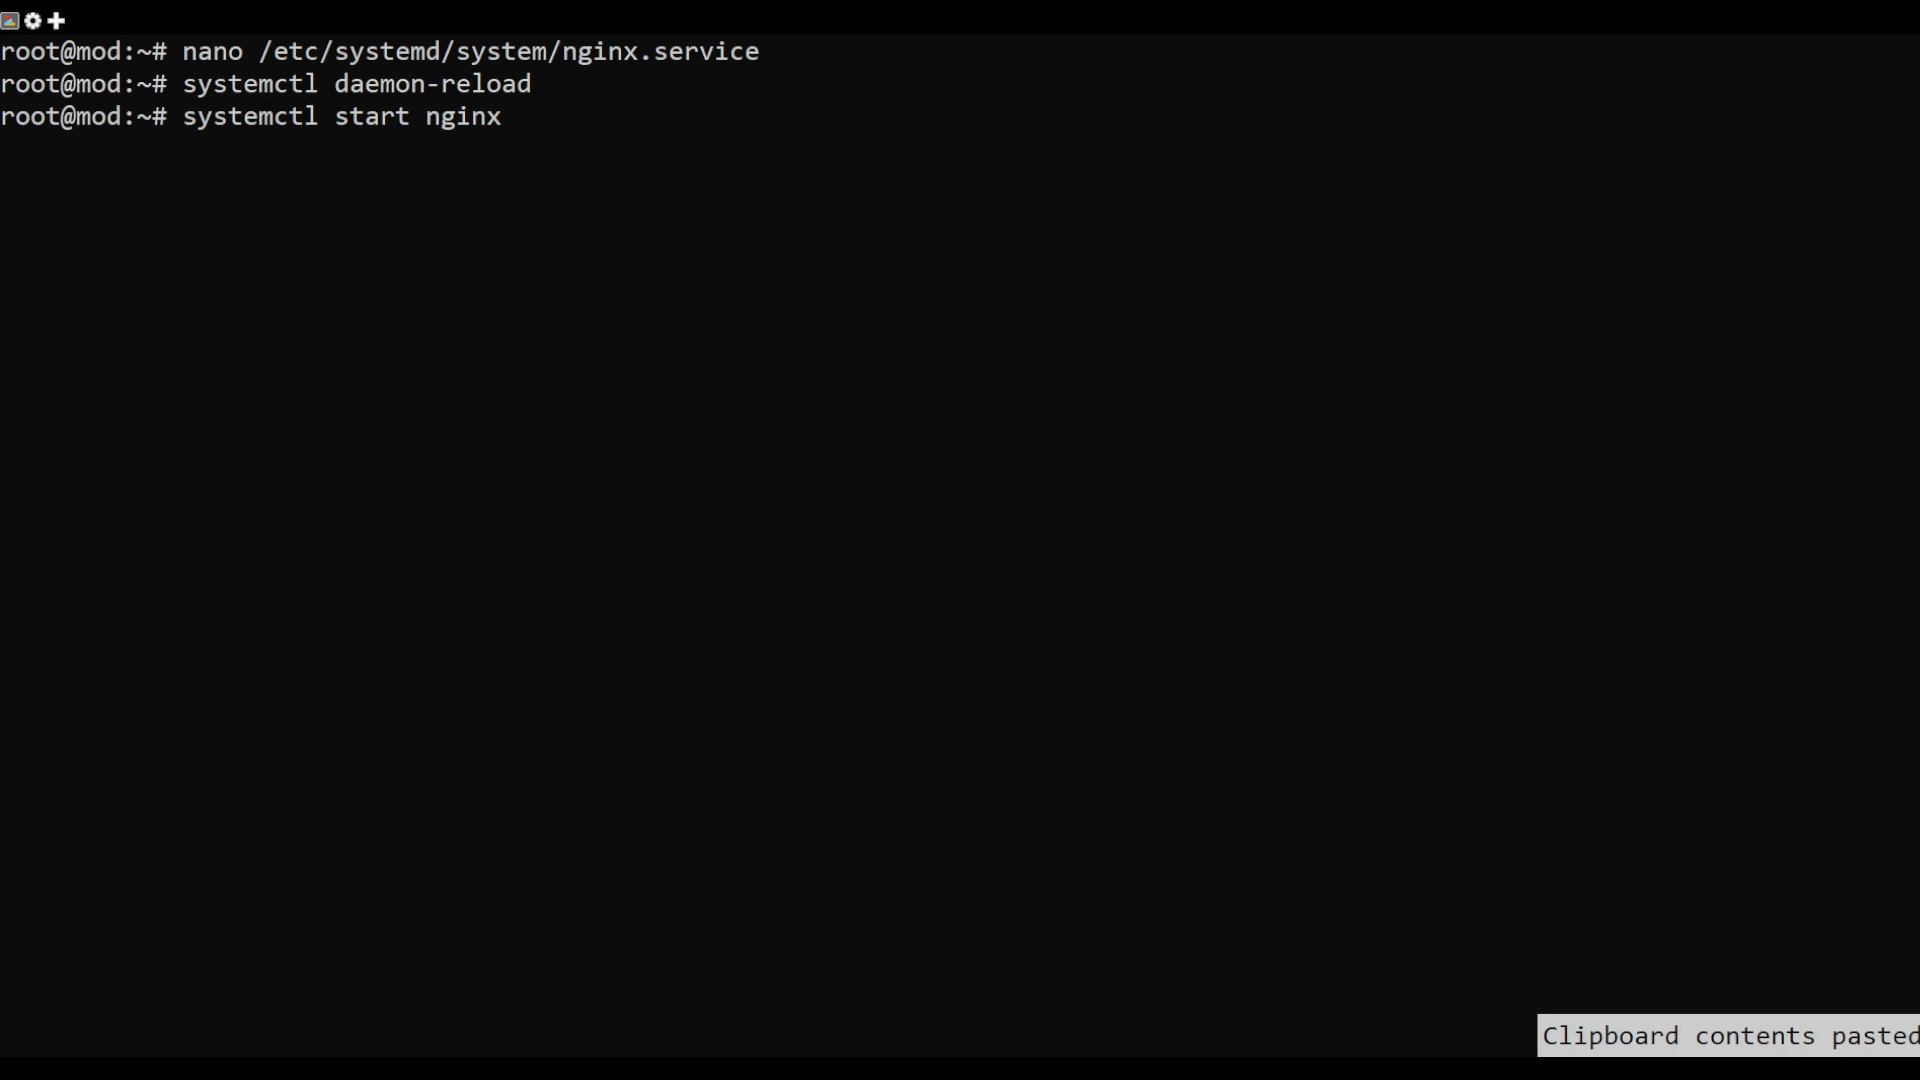 root@mod:~# nano /etc/systemd/system/nginx.service
root@mod:~# systemctl daemon-reload
root@mod:~# systemctl start nginx
Clipboard contents pasted